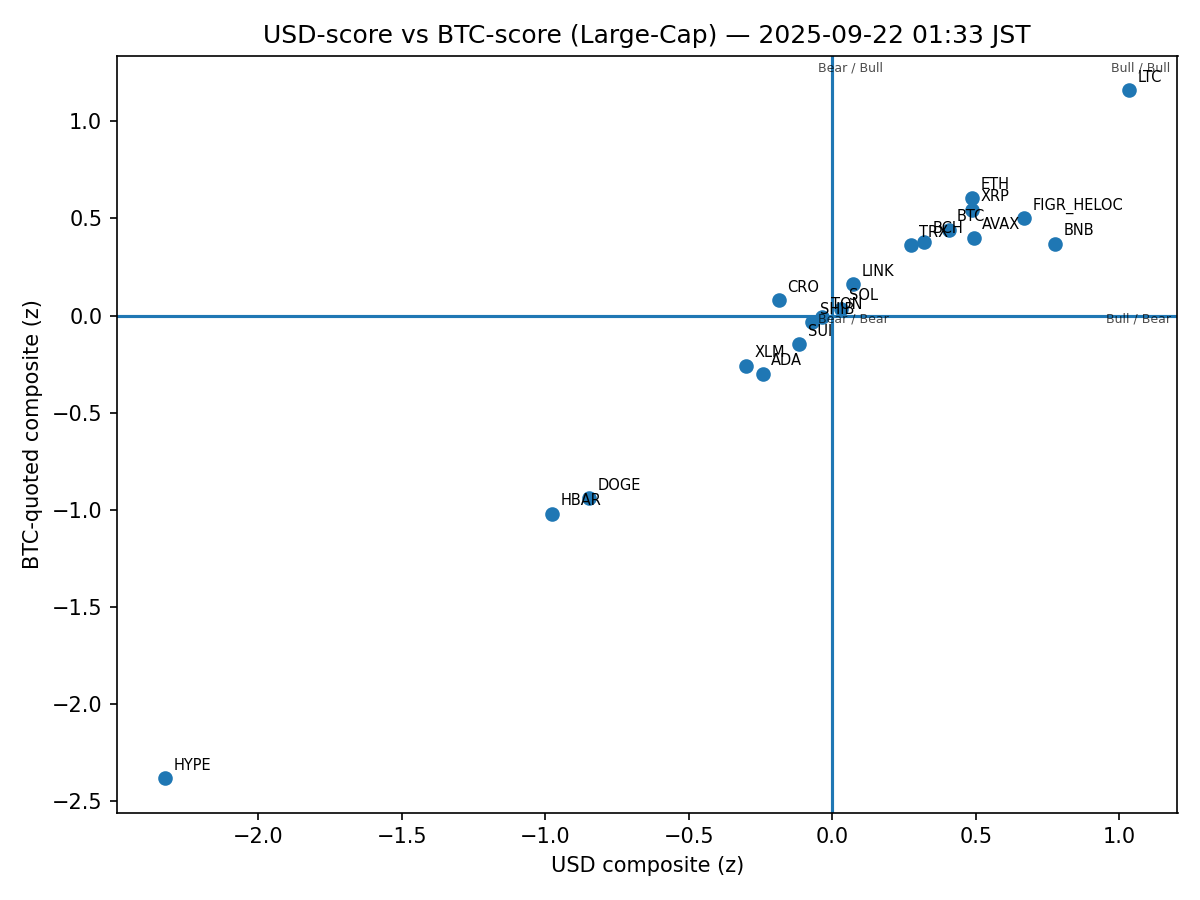 USD-score vs BTC-score (Large-Cap) — 2025-09-22 01:33 JST
Bear / Bull
Bull / Bull
LTC
1.0
ETH
XRP
FIGR_HELOC
0.5
BTC
AVAX
BNB
BCH
TRX
LINK
CRO
SOL
TON
SHIB
0.0
Bear / Bear
Bull / Bear
SUI
XLM
ADA
−0.5
DOGE
HBAR
−1.0
−1.5
−2.0
HYPE
−2.5
BTC-quoted composite (z)
−2.0
−1.5
−1.0
−0.5
0.0
0.5
1.0
USD composite (z)